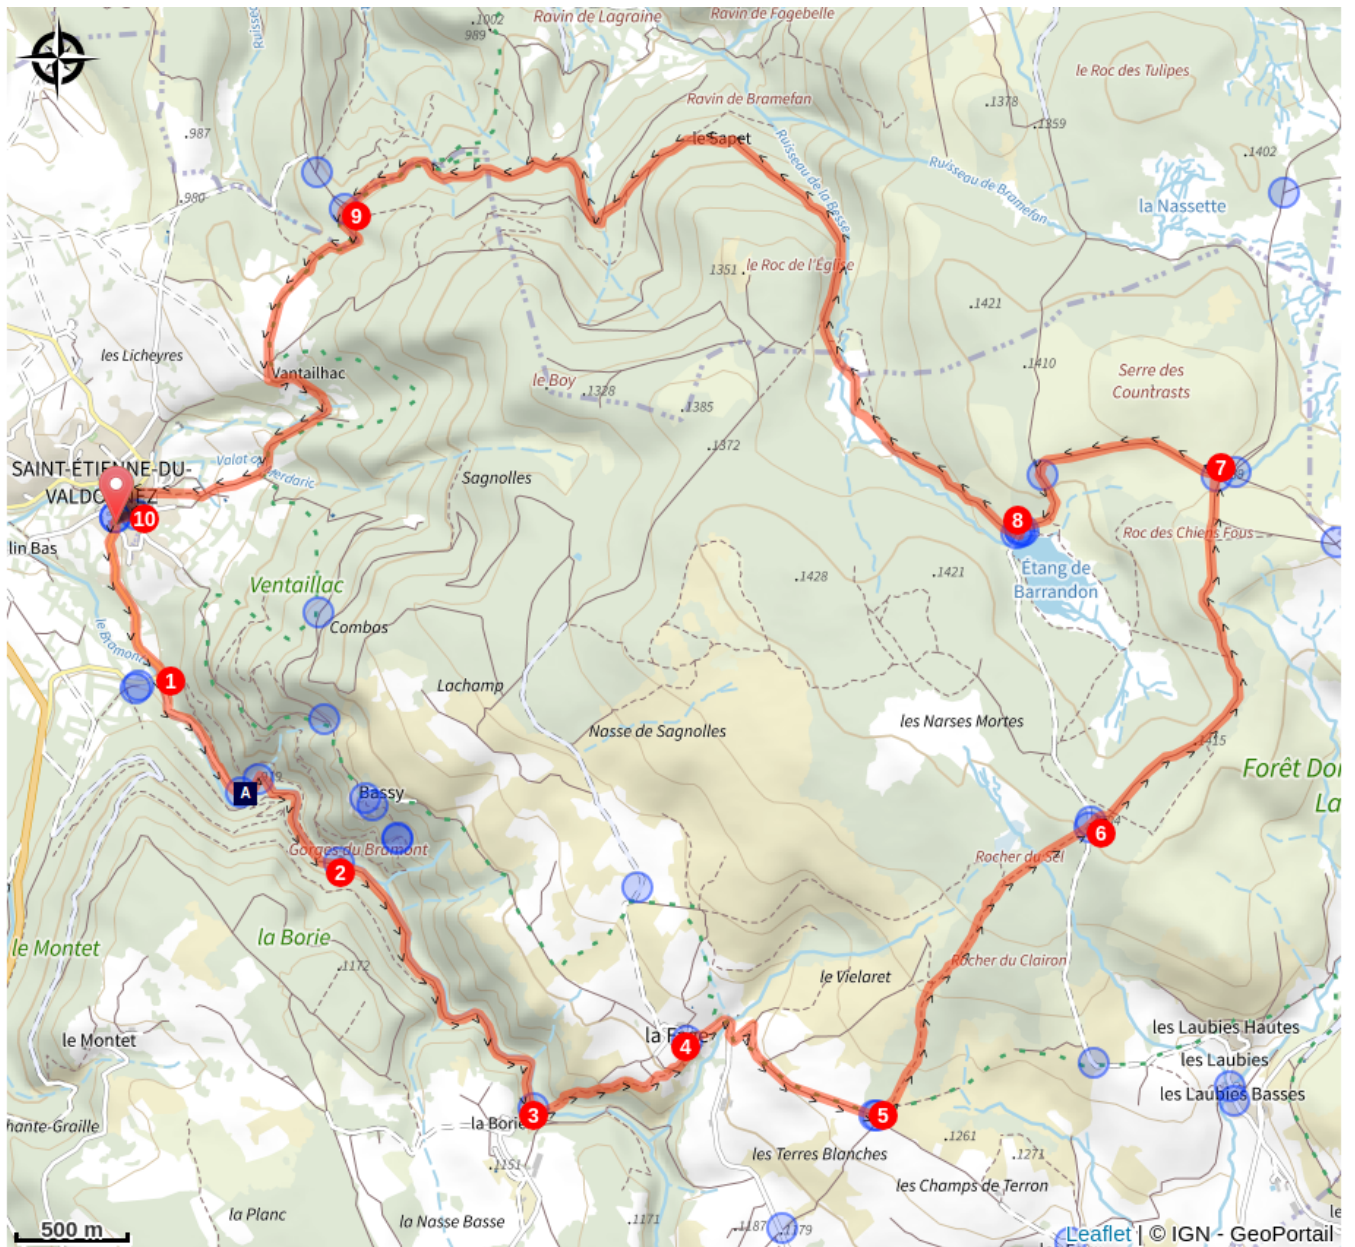 Ravin de Lagraine
Ravin de Fagebelle
.1002
989
le Roc des Tulipes
Ravin de Bramefan
.1378
.1359
.987
le Sapet
Ruisseau de la Besse
Ruisseau de Bramefan
.1402
.980
la Nassette
9
1351
le Roc de l'Église
.1421
les Licheyres
Vantailhac
le Boy
.1328
.1385
.1410
Serre des
Countrasts
.1372
SAINT-ÉTIENNE-DU-
Sagnolles
7
10
8
Roc des Chiens Fous
lin Bas
Étang de
Barrandon
Ventaillac
.1428
.1421
Combas
le Bramont
1
Lachamp
les Narses Mortes
Nasse de Sagnolles
.1415
A
Bassy
6
Gorges du Bramont
2
Rocher du Sel
la Borie
le Montet
.1172
Rocher du Clairon
le Vielaret
le Montet
4
les Laubies Hautes
les Laubies
les Laubies Basses
3
la Borie
5
hante-Graille
.1151
les Terres Blanches
.1261
.1271
les Champs de Terron
la Planc
la Nasse Basse
.1171
.1187
1179
500 m
Leaflet | © IGN - GeoPortail